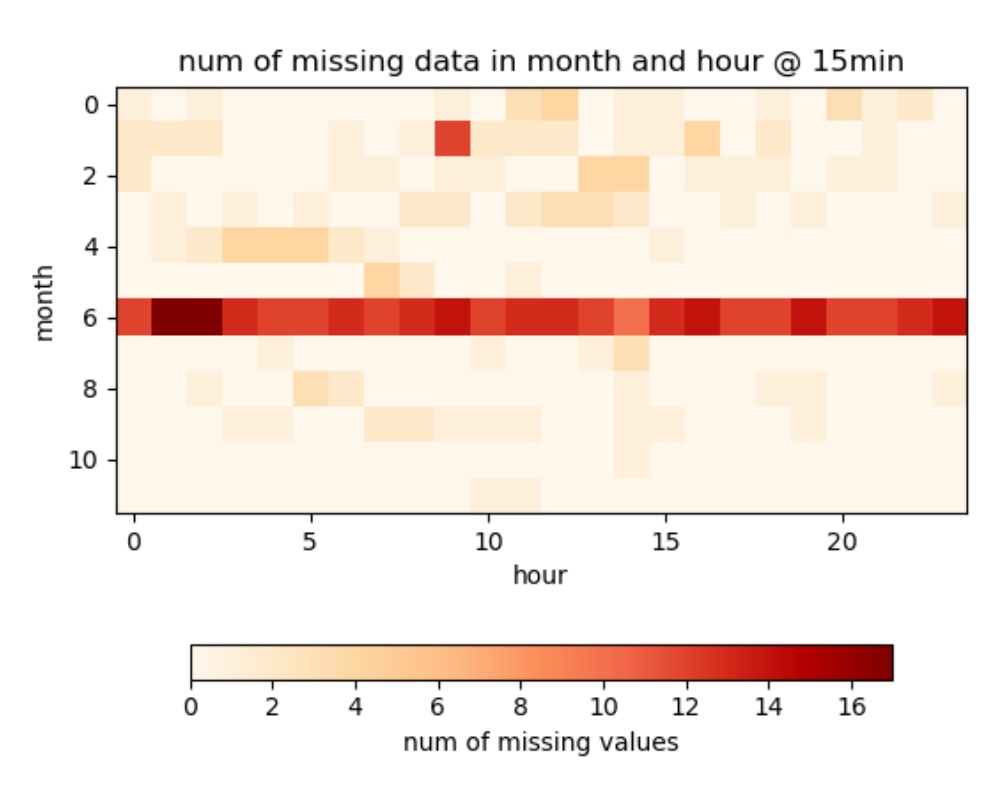 num of missing data in month and hour @ 15min
0
2
4
6
8
10
month
0 5 10 15 20
hour
0 2 4 6 8 10 12 14 16
num of missing values